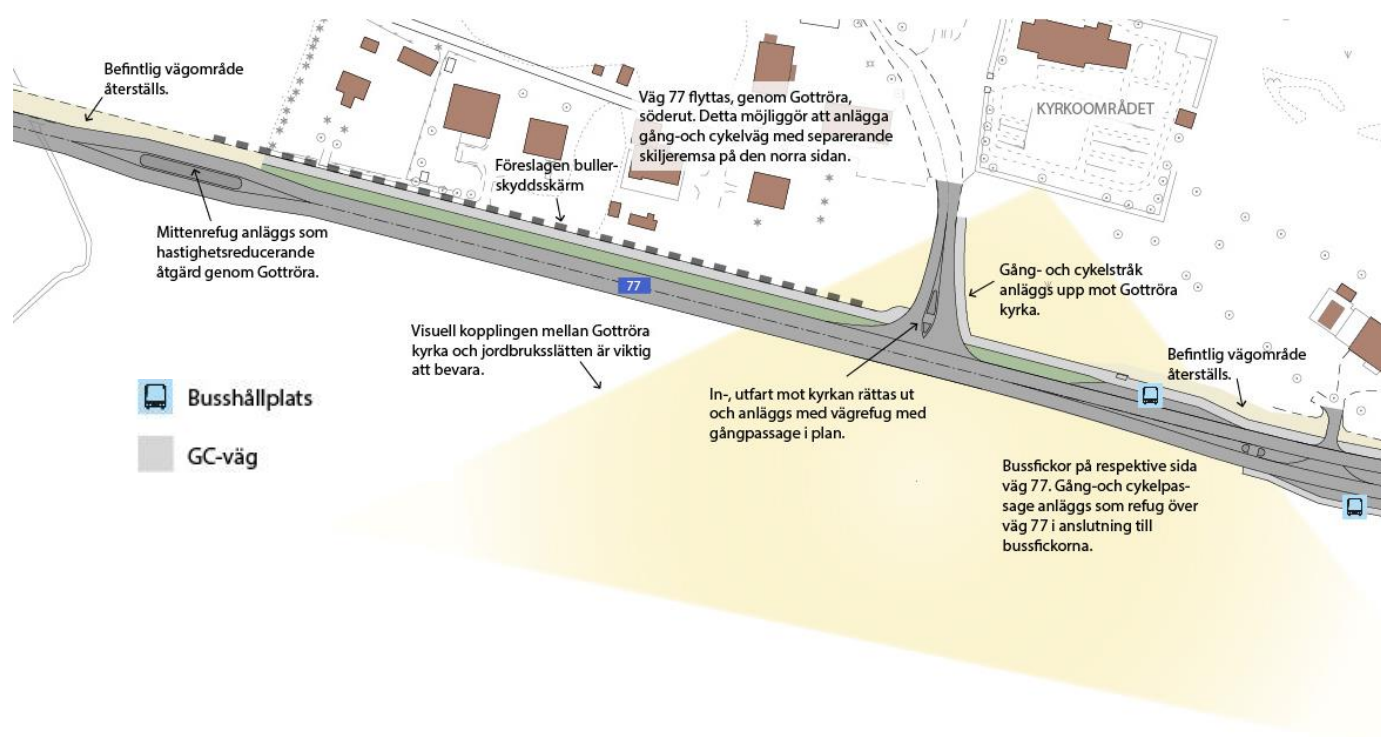 Befintlig vägområde
återställs.
Väg 77 flyttas, genom Gottröra,
söderut. Detta möjliggör att anlägga
gång-och cykelväg med separerande
skiljeremsa på den norra sidan.
KYRKOOMRÅDET
Föreslagen buller-
skyddsskärm
Mittenrefug anläggs som
hastighetsreducerande
åtgärd genom Gottröra.
77
Gång- och cykelstråk
anläggs upp mot Gottröra
kyrka.
Visuell kopplingen mellan Gottröra
kyrka och jordbruksslätten är viktig
att bevara.
Befintlig vägområde
återställs.
In-, utfart mot kyrkan rättas ut
och anläggs med vägrefug med
gångpassage i plan.
Busshållplats
GC-väg
Bussfickor på respektive sida
väg 77. Gång-och cykelpas-
sage anläggs som refug över
väg 77 i anslutning till
bussfickorna.